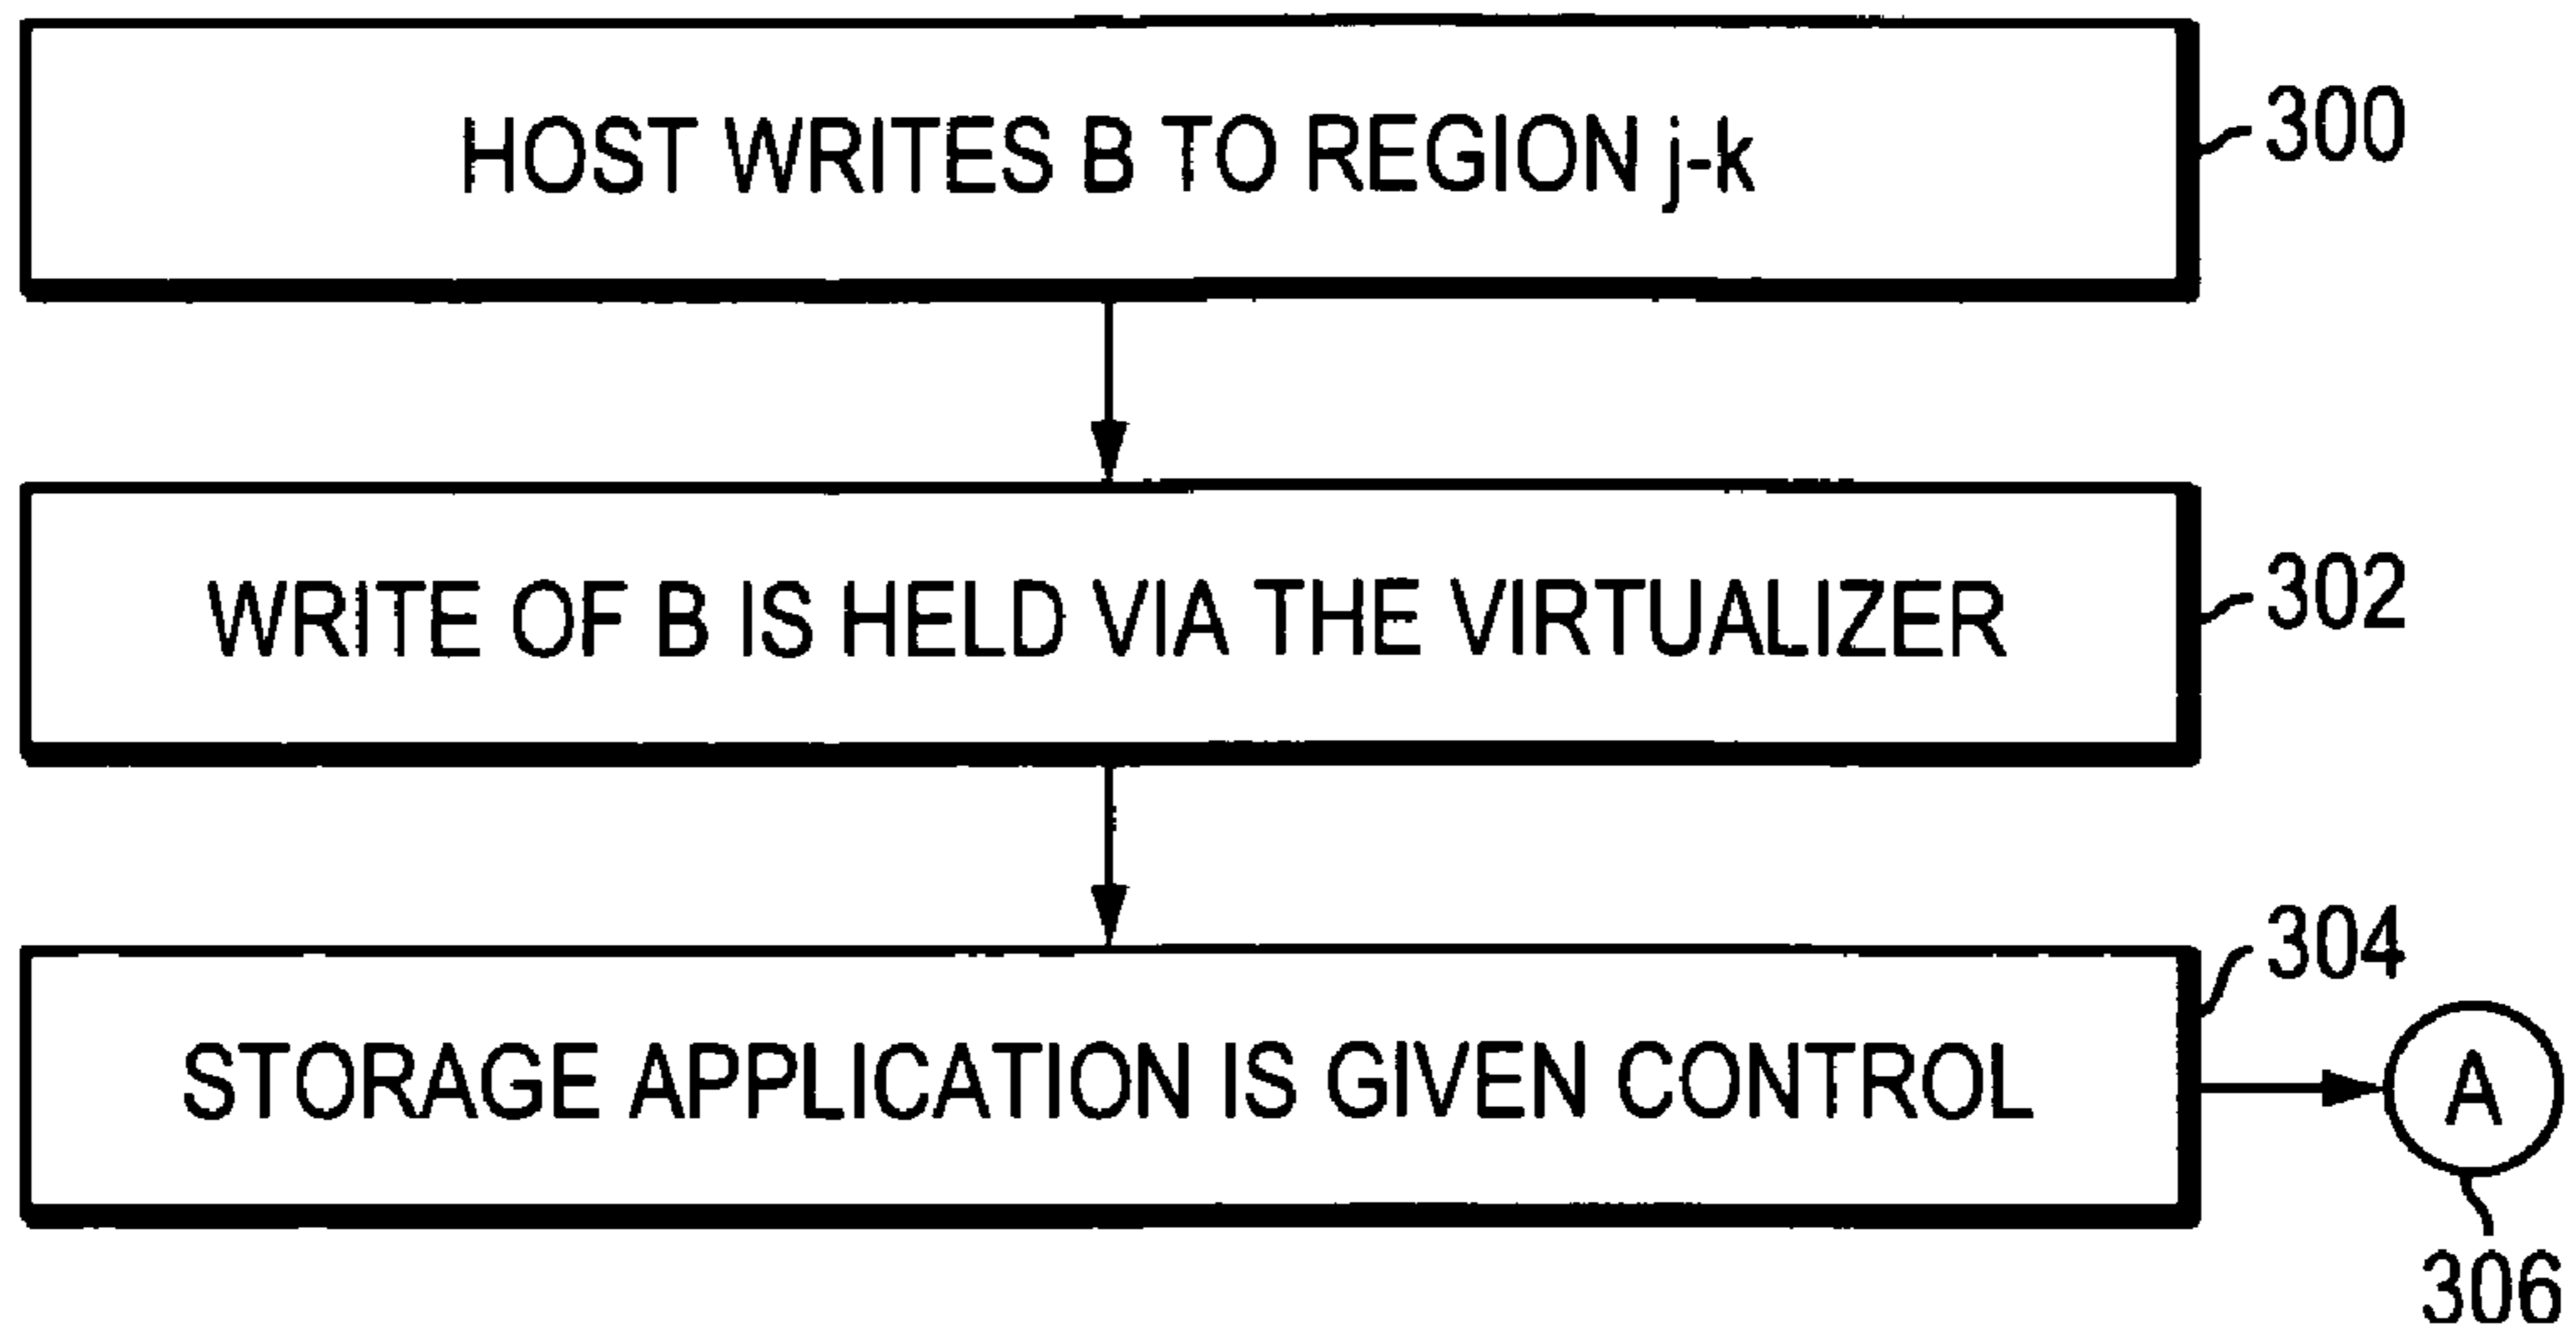 HOST WRITES B TO REGION j-k
300
WRITE OF B IS HELD VIA THE VIRTUALIZER
302
304
STORAGE APPLICATION IS GIVEN CONTROL
A
306